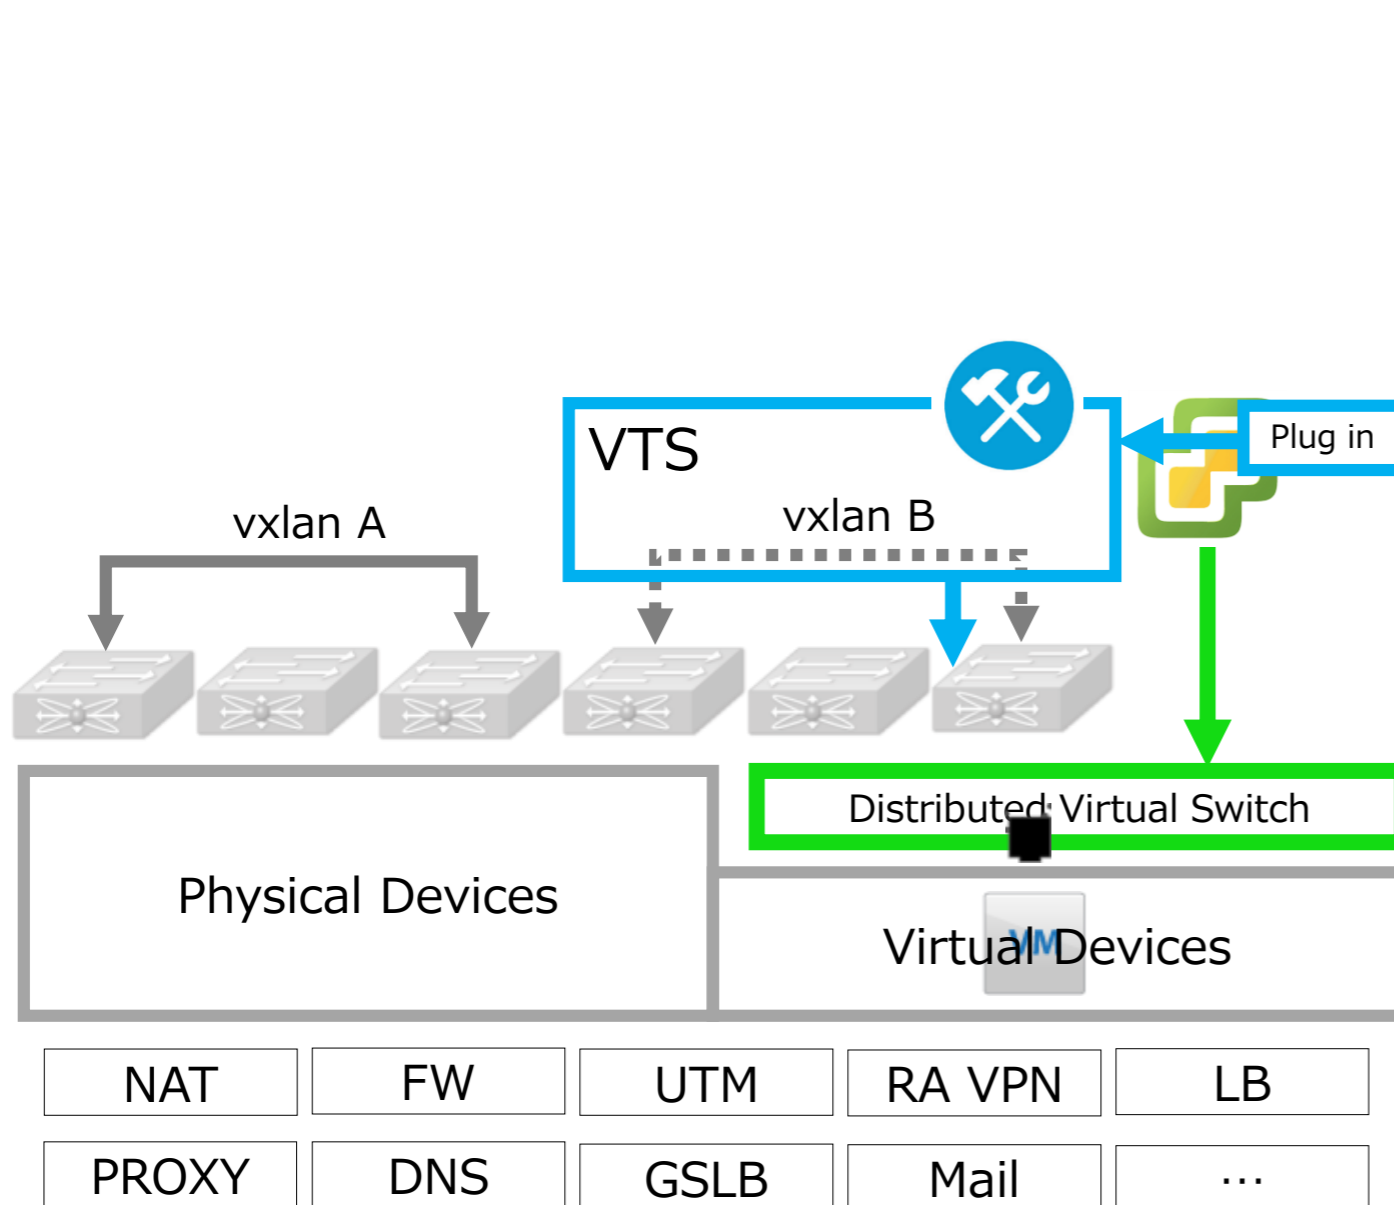 VTS
Plug in
vxlan A
vxlan B
Distributed Virtual Switch
Physical Devices
VM
Virtual Devices
NAT
FW
UTM
RA VPN
LB
PROXY
DNS
GSLB
Mail
…